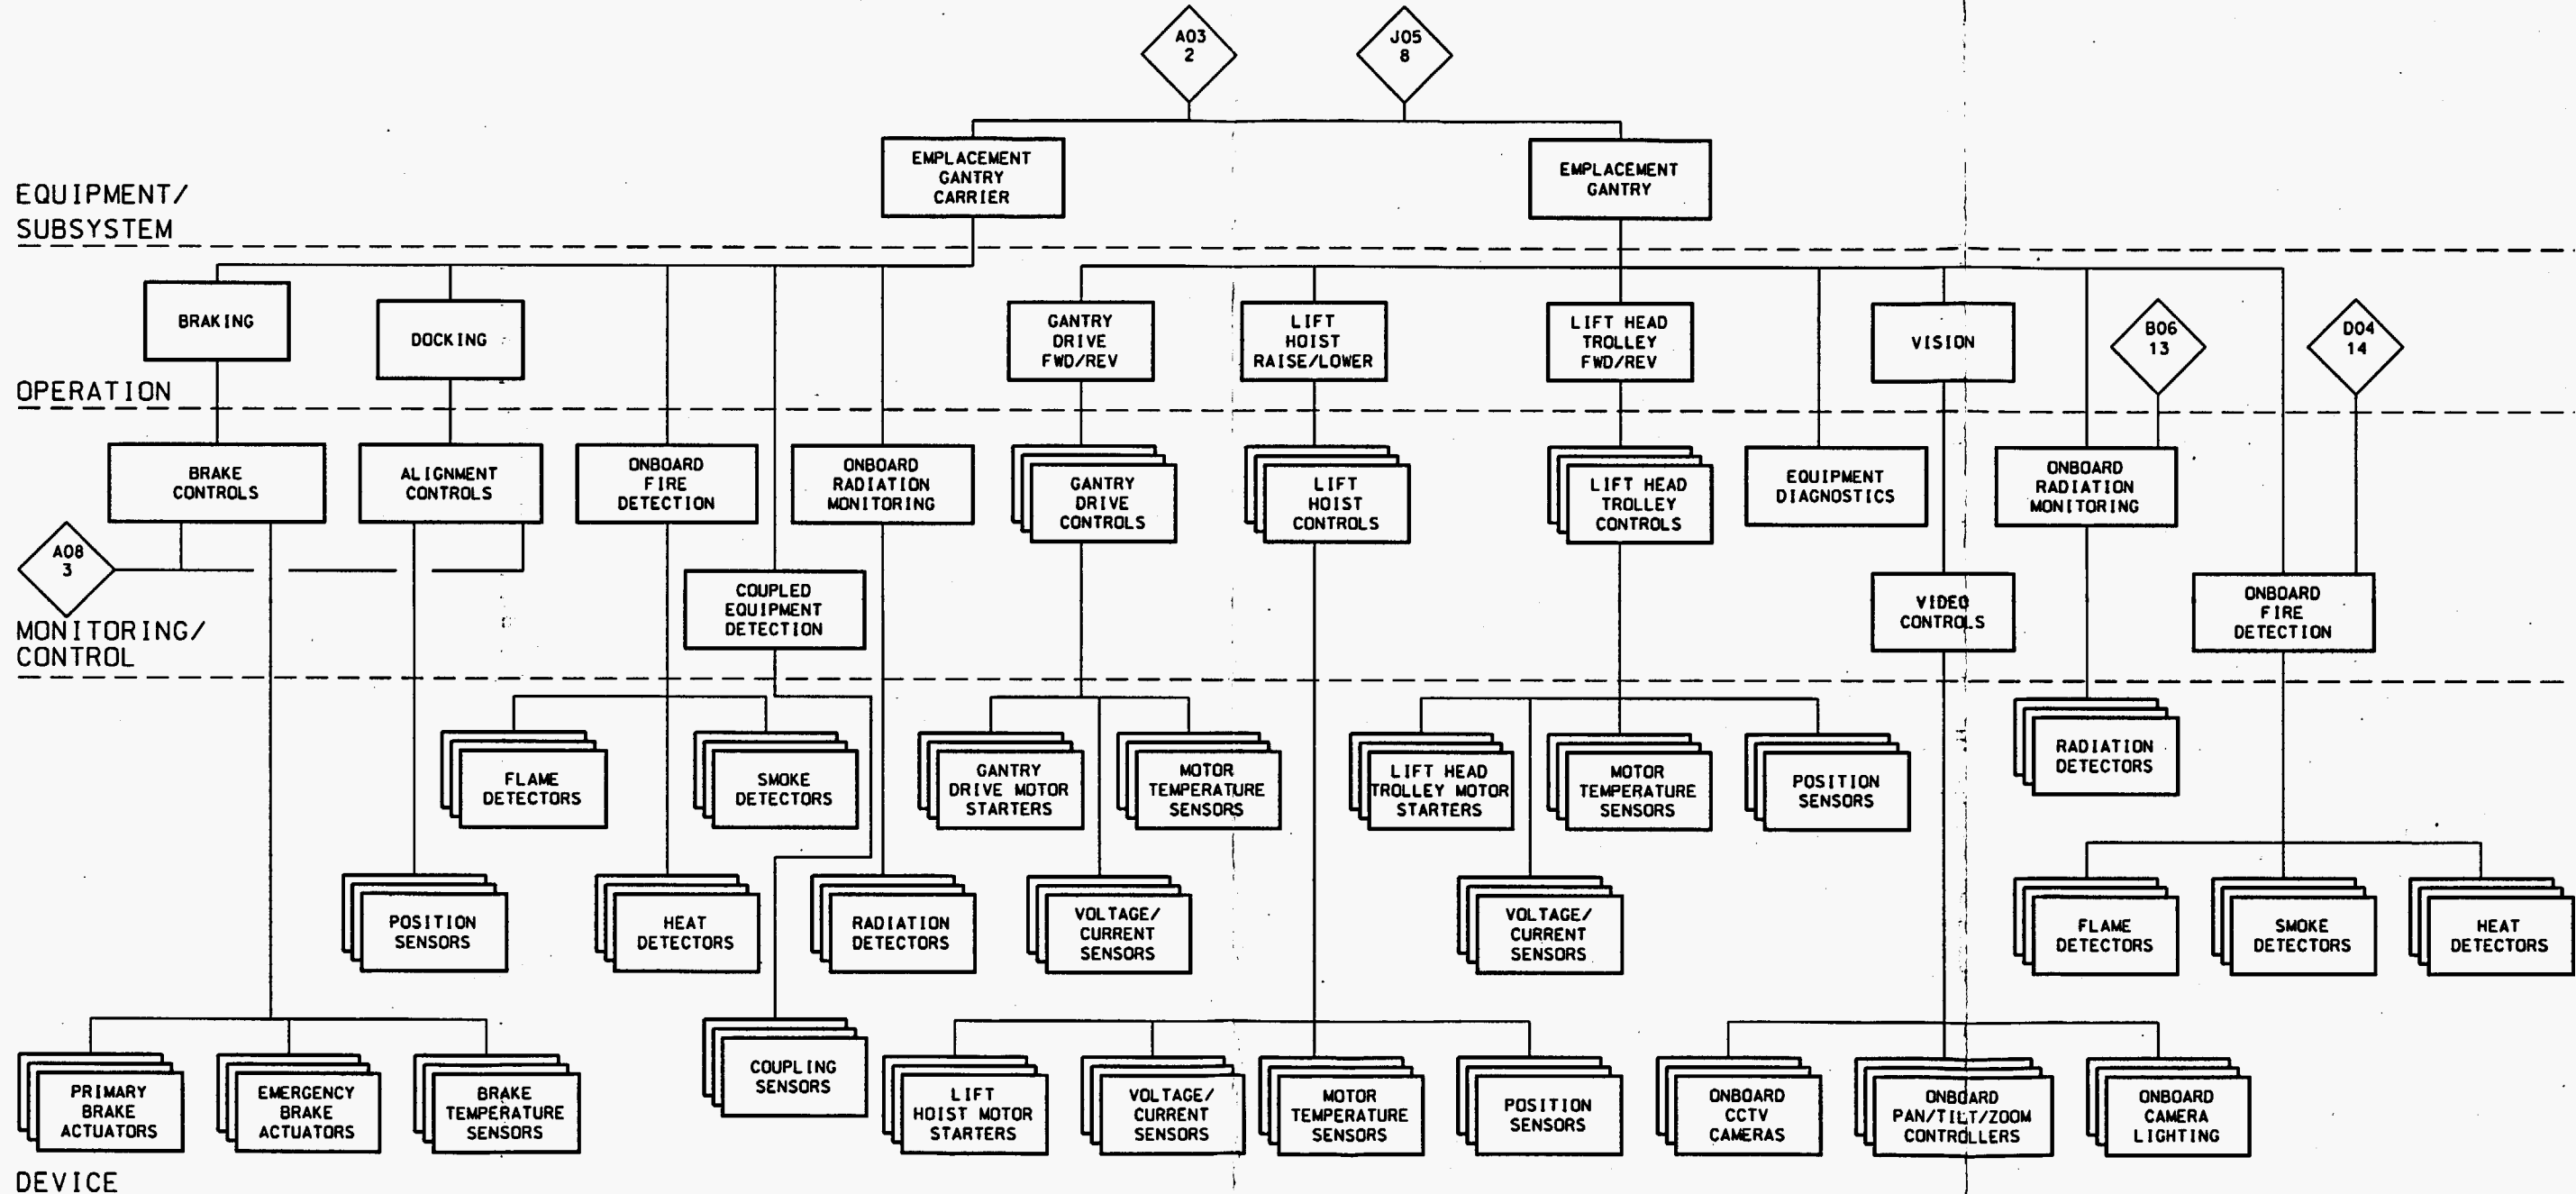 A03
2
J05
8
EMPLACEMENT
GANTRY
CARRIER
EMPLACEMENT
GANTRY
EQUIPMENT/
SUBSYSTEM
BRAKING
DOCKING
GANTRY
DRIVE
FWD/REV
LIFT
HOIST
RAISE/LOWER
LIFT HEAD
TROLLEY
FWD/REV
VISION
B06
13
D04
14
OPERATION
BRAKE
CONTROLS
ALIGNMENT
CONTROLS
ONBOARD
FIRE
DETECTION
ONBOARD
RADIATION
MONITORING
GANTRY
DRIVE
CONTROLS
LIFT
HOIST
CONTROLS
LIFT HEAD
TROLLEY
CONTROLS
EQUIPMENT
DIAGNOSTICS
ONBOARD
RADIATION
MONITORING
A08
3
COUPLED
EQUIPMENT
DETECTION
VIDEO
CONTROLS
ONBOARD
FIRE
DETECTION
MONITORING/
CONTROL
FLAME
DETECTORS
SMOKE
DETECTORS
GANTRY
DRIVE MOTOR
STARTERS
MOTOR
TEMPERATURE
SENSORS
LIFT HEAD
TROLLEY MOTOR
STARTERS
MOTOR
TEMPERATURE
SENSORS
POSITION
SENSORS
RADIATION
DETECTORS
POSITION
SENSORS
HEAT
DETECTORS
RADIATION
DETECTORS
VOLTAGE/
CURRENT
SENSORS
VOLTAGE/
CURRENT
SENSORS
FLAME
DETECTORS
SMOKE
DETECTORS
HEAT
DETECTORS
PRIMARY
BRAKE
ACTUATORS
EMERGENCY
BRAKE
ACTUATORS
BRAKE
TEMPERATURE
SENSORS
COUPLING
SENSORS
LIFT
HOIST MOTOR
STARTERS
VOLTAGE/
CURRENT
SENSORS
MOTOR
TEMPERATURE
SENSORS
POSITION
SENSORS
ONBOARD
CCTV
CAMERAS
ONBOARD
PAN/TILT/ZOOM
CONTROLLERS
ONBOARD
CAMERA
LIGHTING
DEVICE